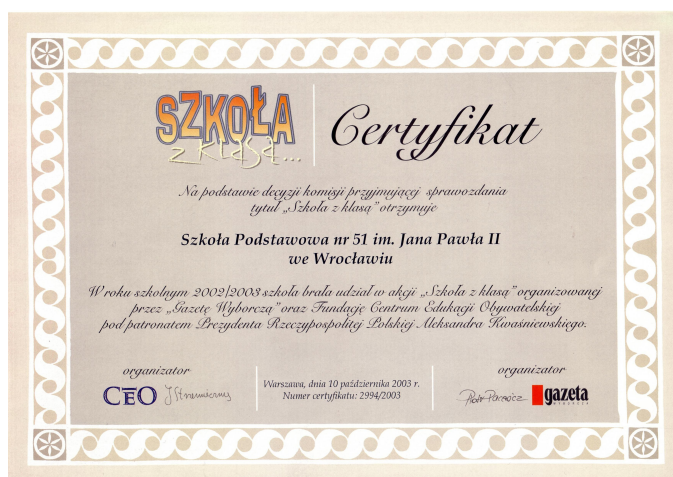 SZKOŁA
z klasą...
Certyfikat
Na podstawie decyzji komisji przyjmującej sprawozdania
tytuł „Szkoła z klasą” otrzymuje
Szkoła Podstawowa nr 51 im. Jana Pawła II
we Wrocławiu
W roku szkolnym 2002/2003 szkoła brała udział w akcji „Szkoła z klasą” organizowanej
przez „Gazetę Wyborczą” oraz Fundację Centrum Edukacji Obywatelskiej
pod patronatem Prezydenta Rzeczypospolitej Polskiej Aleksandra Kwaśniewskiego.
organizator
CEO
Warszawa, dnia 10 października 2003 r.
Numer certyfikatu: 2994/2003
organizator
gazeta
WYBORCZA